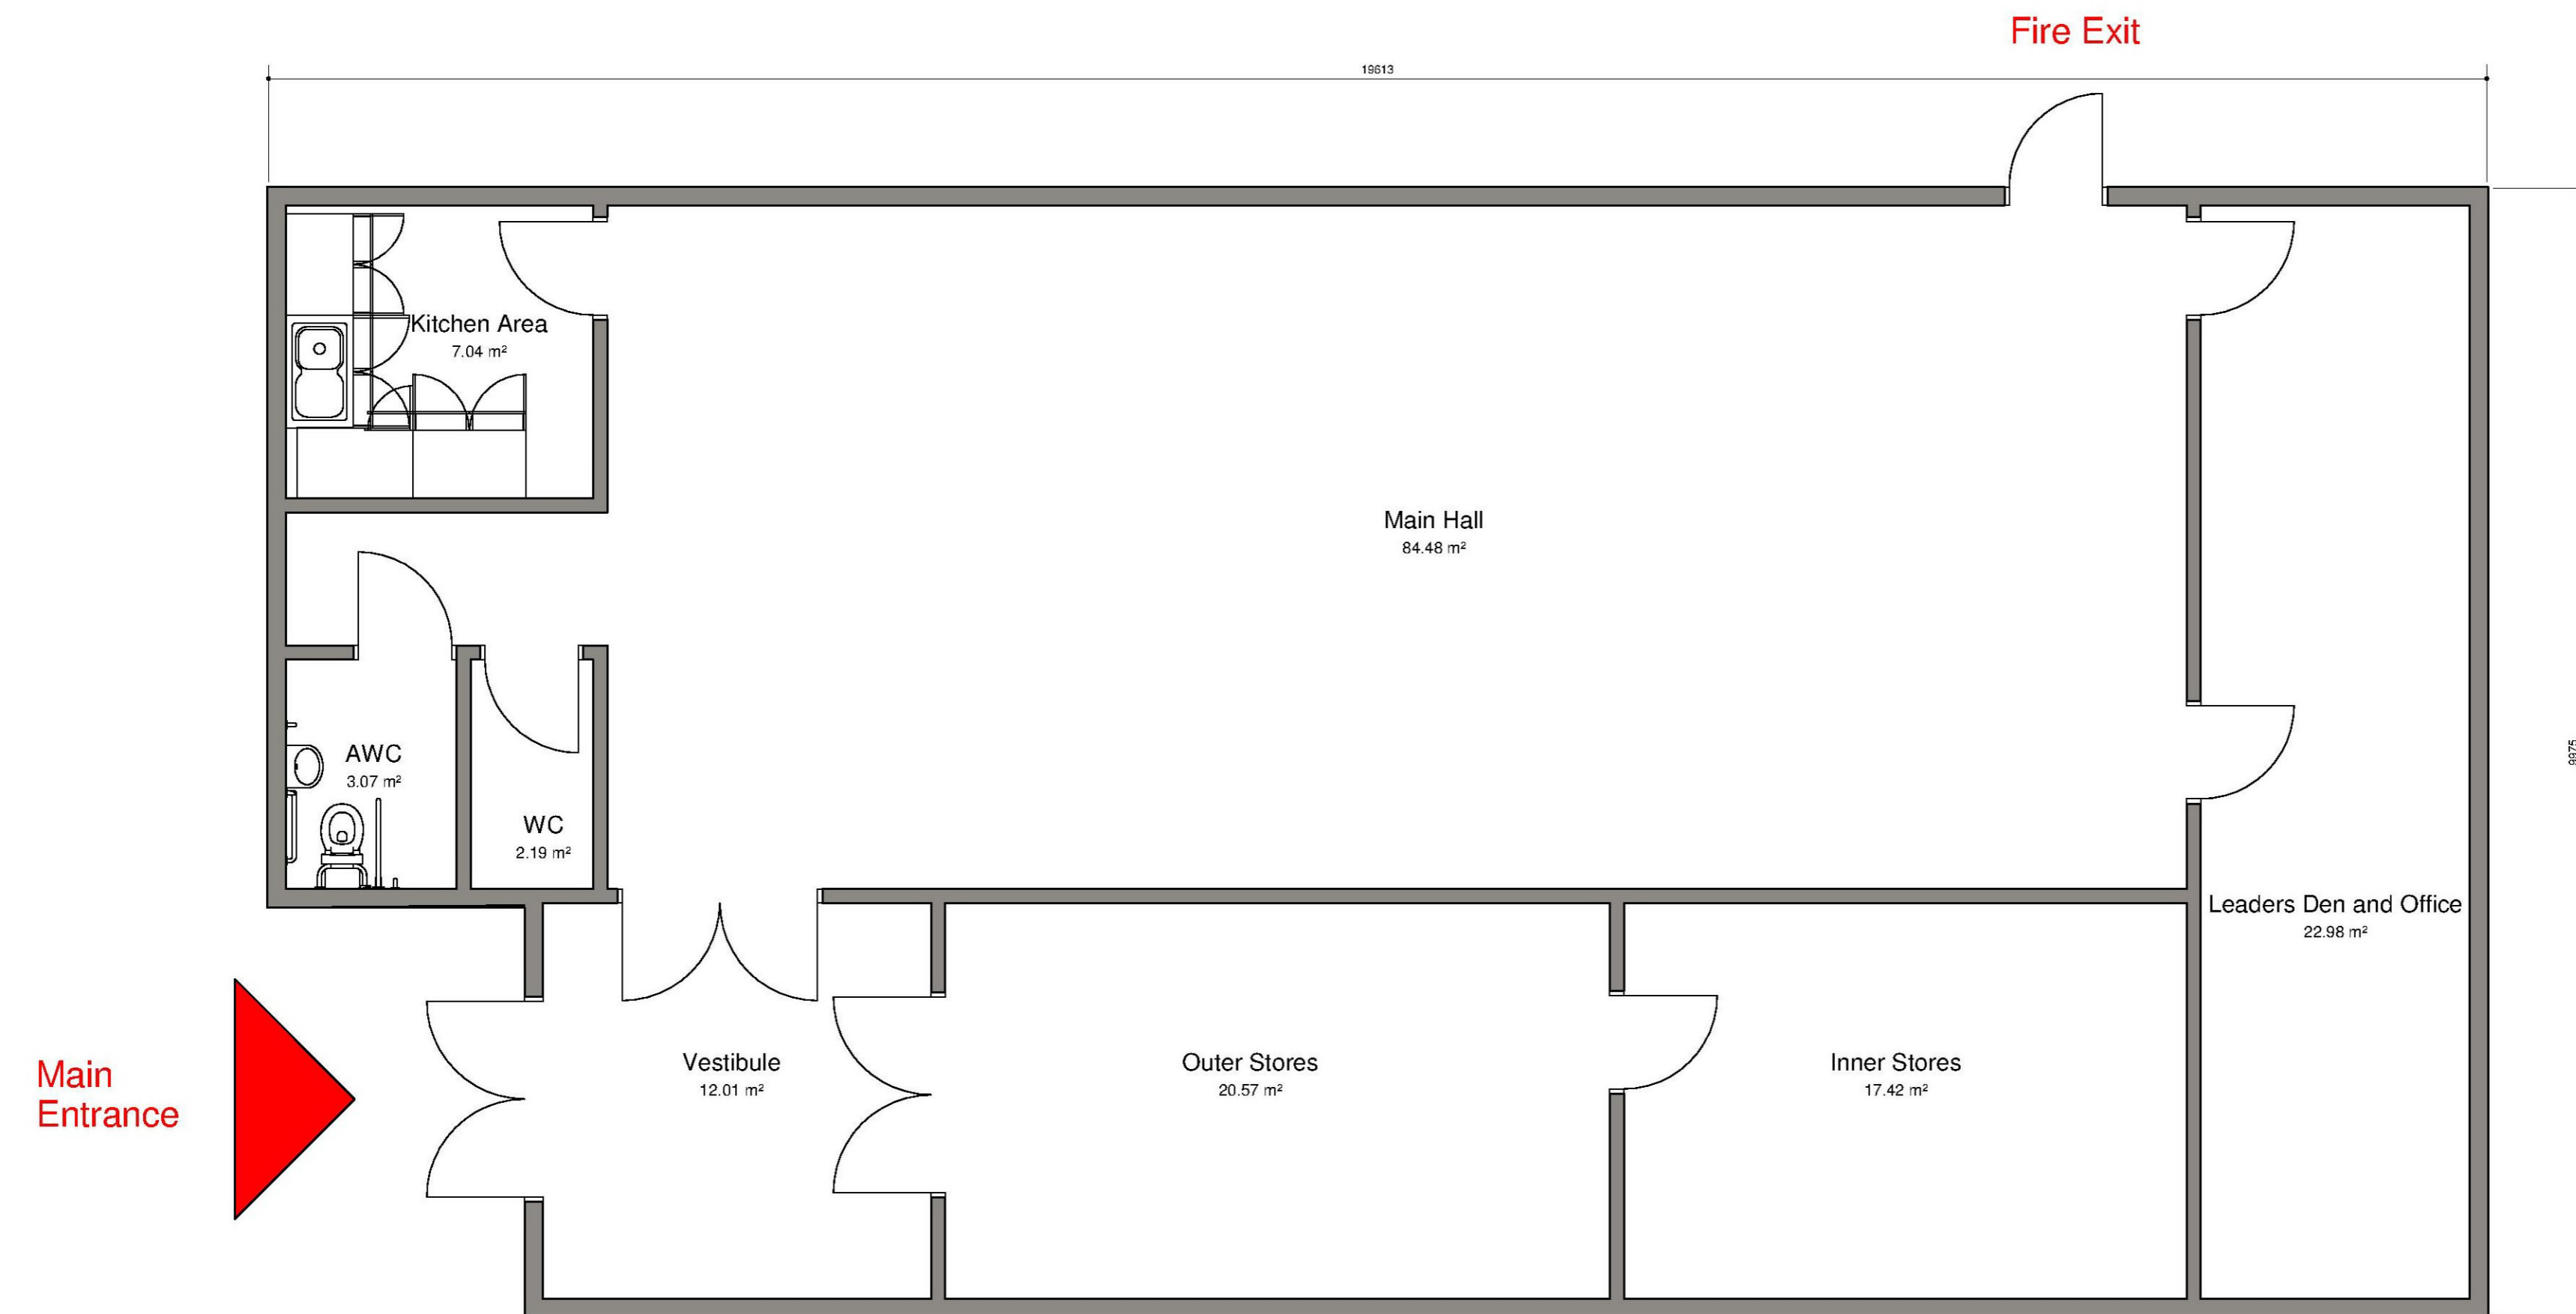 Fire Exit
19613
Kitchen Area
7.04 m²
Main Hall
84.48 m²
AWC
3.07 m²
WC
2.19 m²
9975
Leaders Den and Office
22.98 m²
Main
Entrance
Vestibule
12.01 m²
Outer Stores
20.57 m²
Inner Stores
17.42 m²